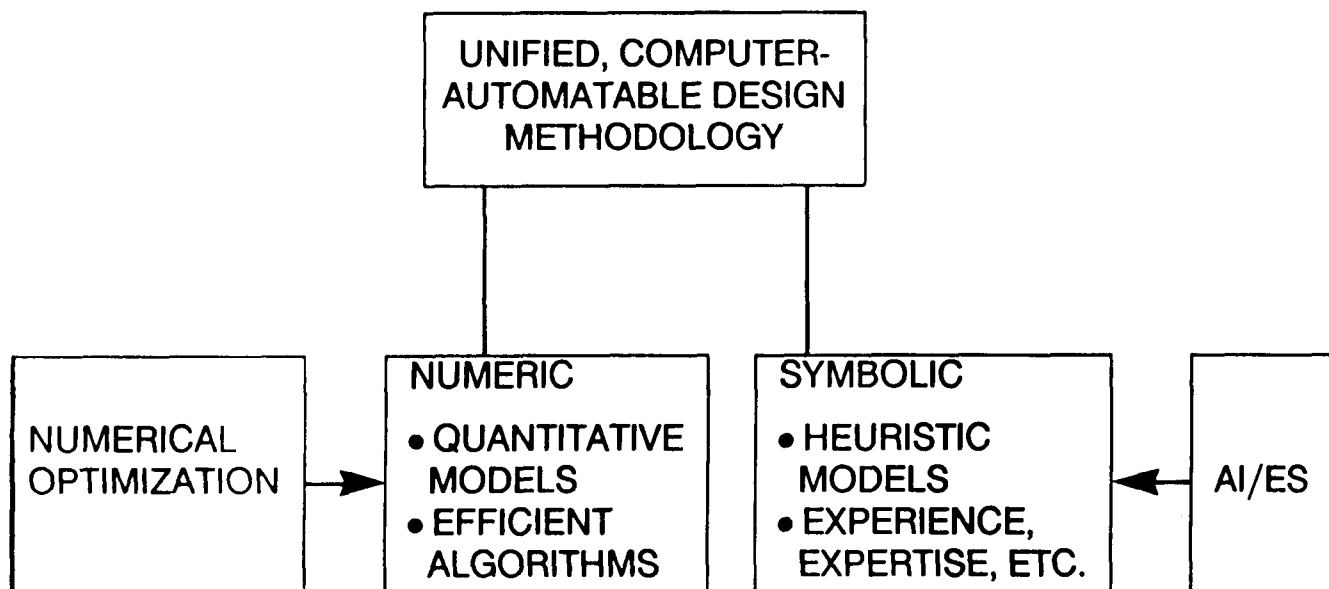 UNIFIED, COMPUTER-
AUTOMATABLE DESIGN
METHODOLOGY
NUMERICAL
OPTIMIZATION
NUMERIC
• QUANTITATIVE
MODELS
• EFFICIENT
ALGORITHMS
SYMBOLIC
• HEURISTIC
MODELS
• EXPERIENCE,
EXPERTISE, ETC.
AI/ES